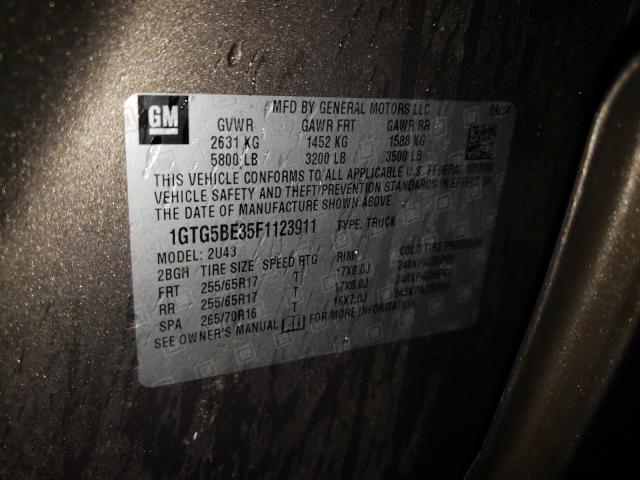 GM
MFD BY GENERAL MOTORS LLC
GVWR GAWR FRT GAWR RR
2631 KG 1452 KG 1588 KG
5800 LB 3200 LB 3500 LB
THIS VEHICLE CONFORMS TO ALL APPLICABLE U.S. FEDERAL
VEHICLE SAFETY AND THEFT PREVENTION STANDARDS IN EFFECT ON
THE DATE OF MANUFACTURE SHOWN ABOVE.
1GTG5BE35F1123911 TYPE: TRUCK
MODEL: 2U43
2BGH TIRE SIZE SPEED RTG RIM COLD TIRE PRESSURE
FRT 255/65R17 T 17X8.0J
RR 255/65R17 T 17X8.0J
SPA 265/70R16 T 16X7.0J
SEE OWNER'S MANUAL FOR MORE INFORMATION